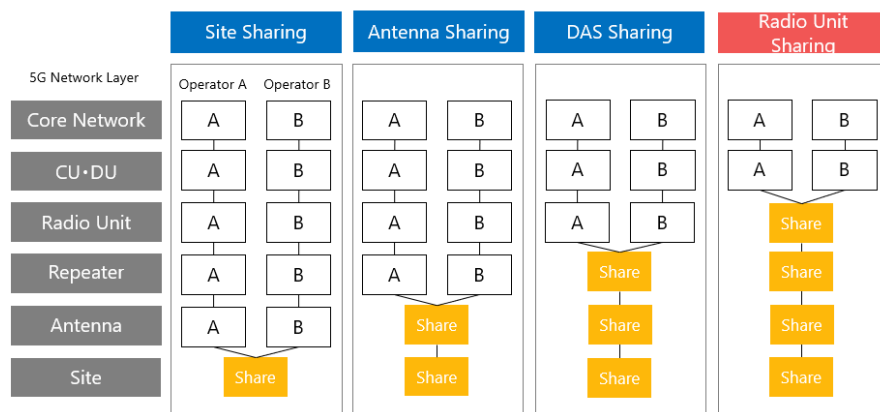 Site Sharing
Antenna Sharing
DAS Sharing
Radio Unit
Sharing
5G Network Layer
Operator A Operator B
Core Network A B A B A B A B
CU・DU A B A B A B A B
Radio Unit A B A B A B Share
Repeater A B A B Share Share
Antenna A B Share Share Share
Site Share Share Share Share